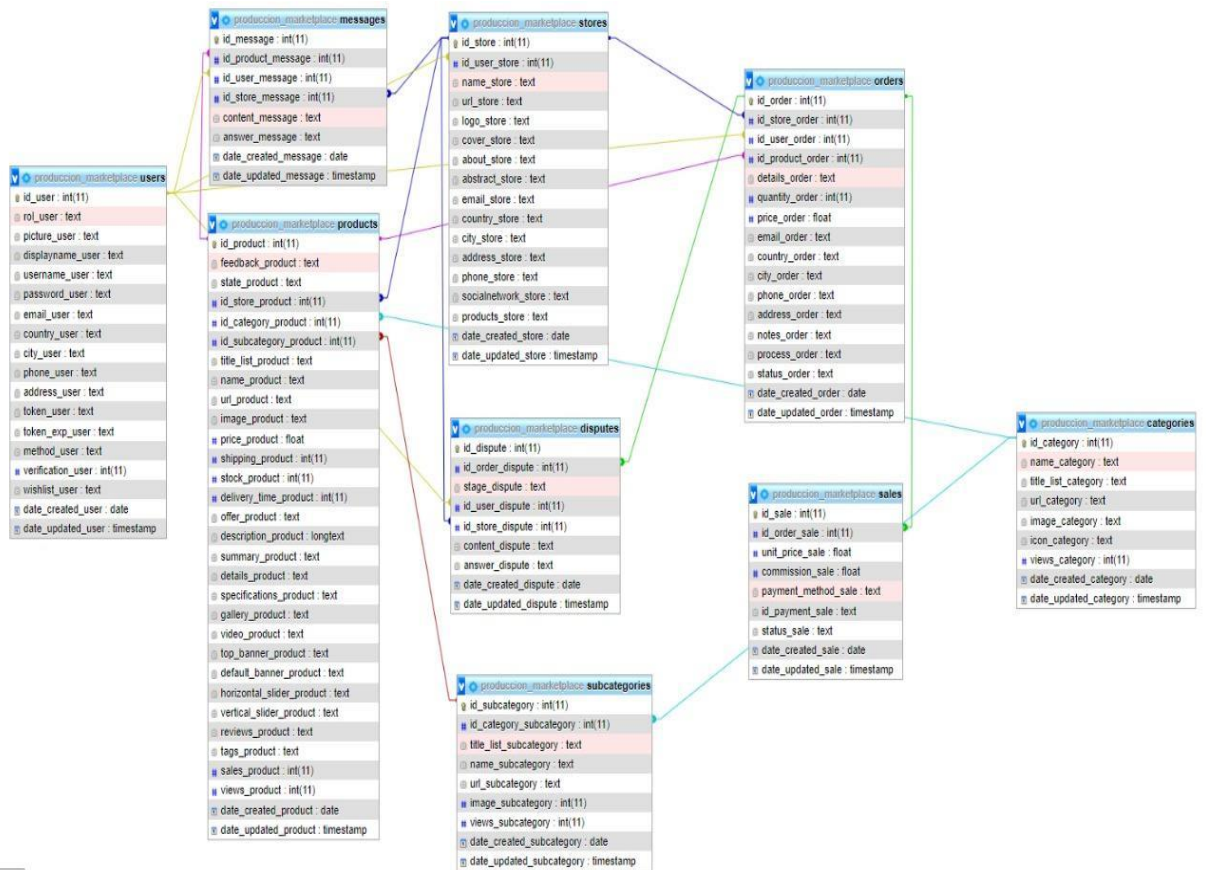 produccion_marketplace users
id_user : int(11)
rol_user : text
picture_user : text
displayname_user : text
username_user : text
password_user : text
email_user : text
country_user : text
city_user : text
phone_user : text
address_user : text
token_user : text
token_exp_user : text
method_user : text
verification_user : int(11)
wishlist_user : text
date_created_user : date
date_updated_user : timestamp
produccion_marketplace messages
id_message : int(11)
id_product_message : int(11)
id_user_message : int(11)
id_store_message : int(11)
content_message : text
answer_message : text
date_created_message : date
date_updated_message : timestamp
produccion_marketplace products
id_product : int(11)
feedback_product : text
state_product : text
id_store_product : int(11)
id_category_product : int(11)
id_subcategory_product : int(11)
title_list_product : text
name_product : text
url_product : text
image_product : text
price_product : float
shipping_product : int(11)
stock_product : int(11)
delivery_time_product : int(11)
offer_product : text
description_product : longtext
summary_product : text
details_product : text
specifications_product : text
gallery_product : text
video_product : text
top_banner_product : text
default_banner_product : text
horizontal_slider_product : text
vertical_slider_product : text
reviews_product : text
tags_product : text
sales_product : int(11)
views_product : int(11)
date_created_product : date
date_updated_product : timestamp
produccion_marketplace stores
id_store : int(11)
id_user_store : int(11)
name_store : text
url_store : text
logo_store : text
cover_store : text
about_store : text
abstract_store : text
email_store : text
country_store : text
city_store : text
address_store : text
phone_store : text
socialnetwork_store : text
products_store : text
date_created_store : date
date_updated_store : timestamp
produccion_marketplace disputes
id_dispute : int(11)
id_order_dispute : int(11)
stage_dispute : text
id_user_dispute : int(11)
id_store_dispute : int(11)
content_dispute : text
answer_dispute : text
date_created_dispute : date
date_updated_dispute : timestamp
produccion_marketplace subcategories
id_subcategory : int(11)
id_category_subcategory : int(11)
title_list_subcategory : text
name_subcategory : text
url_subcategory : text
image_subcategory : int(11)
views_subcategory : int(11)
date_created_subcategory : date
date_updated_subcategory : timestamp
produccion_marketplace orders
id_order : int(11)
id_store_order : int(11)
id_user_order : int(11)
id_product_order : int(11)
details_order : text
quantity_order : int(11)
price_order : float
email_order : text
country_order : text
city_order : text
phone_order : text
address_order : text
notes_order : text
process_order : text
status_order : text
date_created_order : date
date_updated_order : timestamp
produccion_marketplace sales
id_sale : int(11)
id_order_sale : int(11)
unit_price_sale : float
commission_sale : float
payment_method_sale : text
id_payment_sale : text
status_sale : text
date_created_sale : date
date_updated_sale : timestamp
produccion_marketplace categories
id_category : int(11)
name_category : text
title_list_category : text
url_category : text
image_category : text
icon_category : text
views_category : int(11)
date_created_category : date
date_updated_category : timestamp